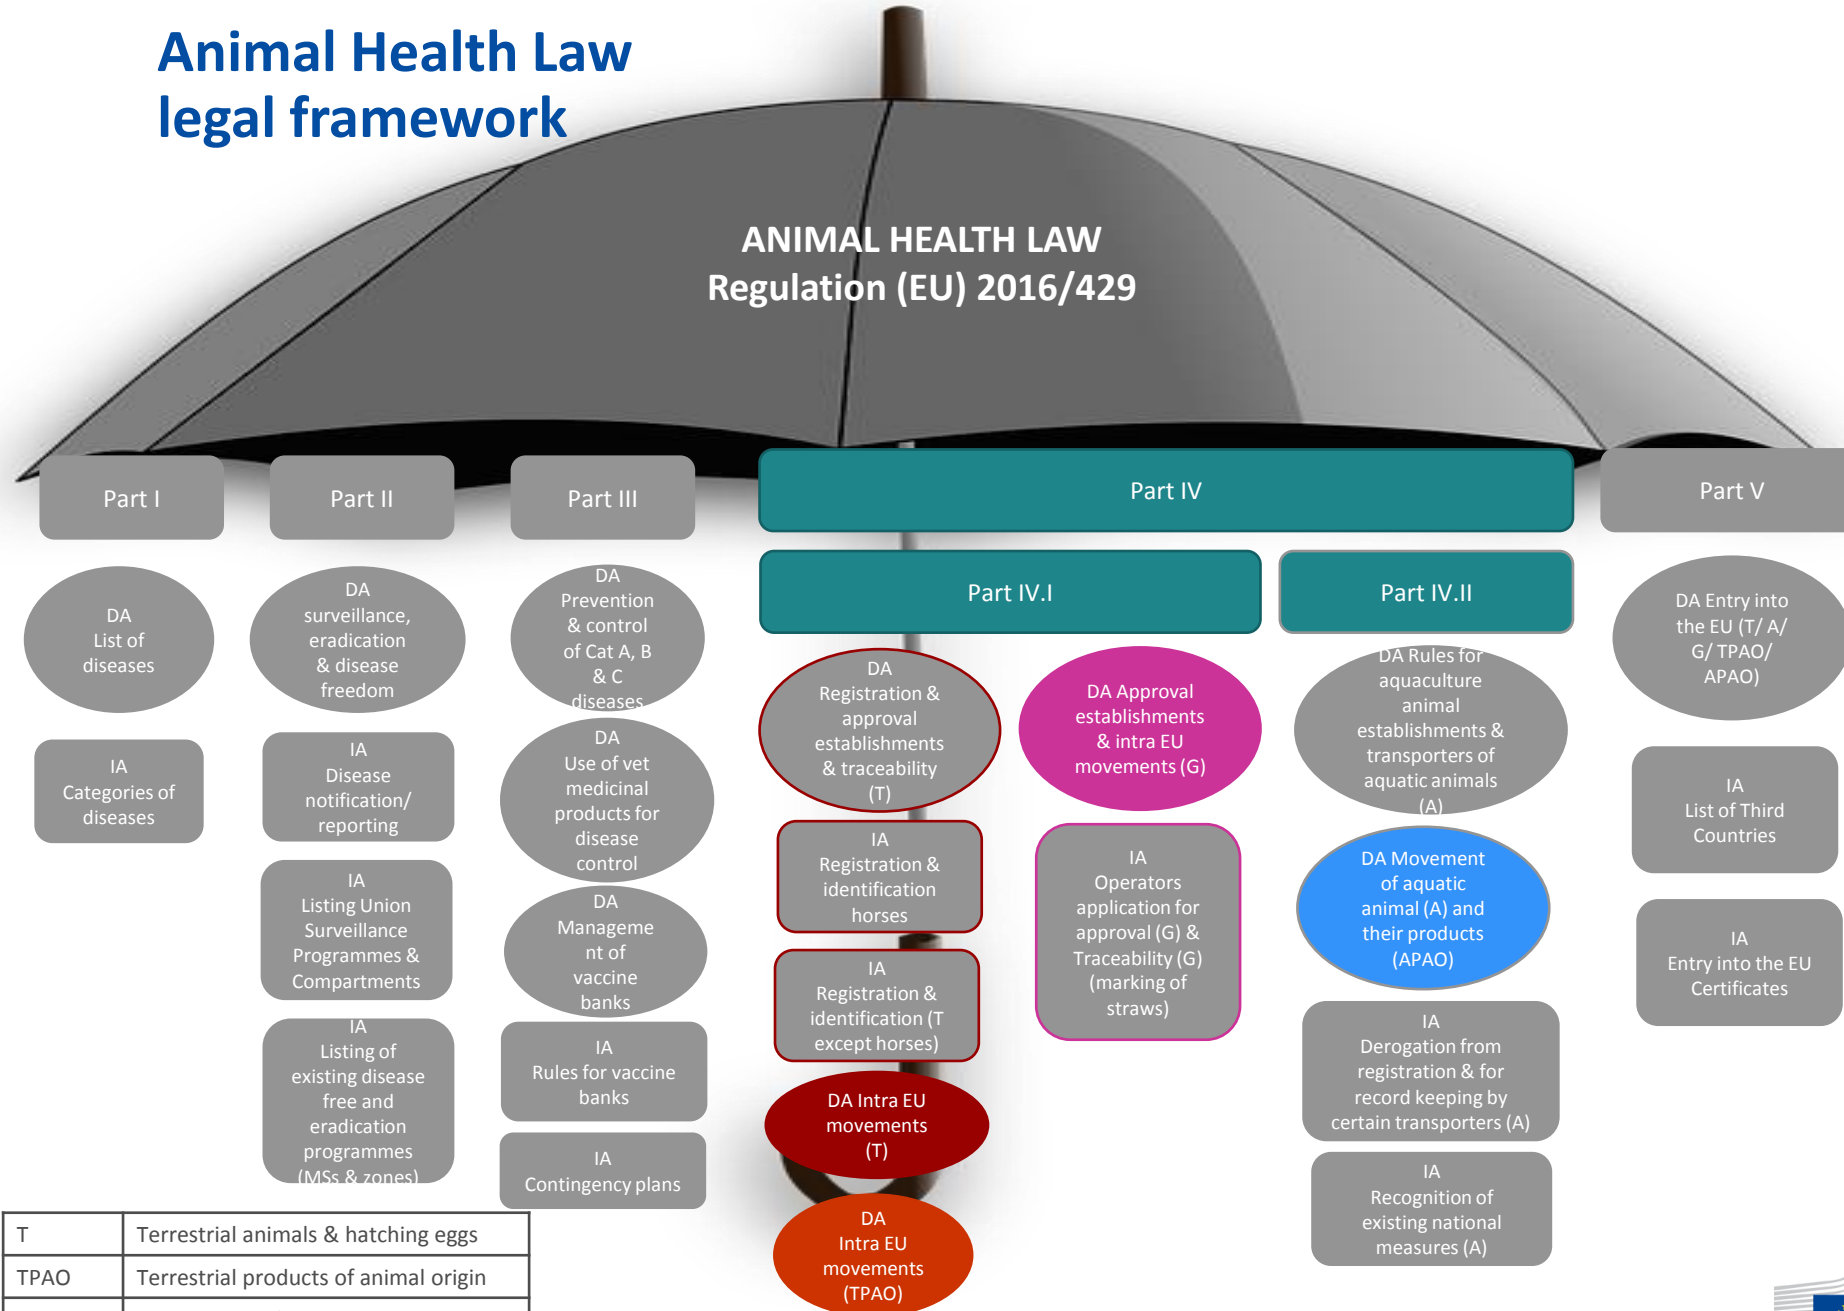 Animal Health Law
legal framework
ANIMAL HEALTH LAW
Regulation (EU) 2016/429
Part I
DA
List of
diseases
IA
Categories of
diseases
Part II
DA
surveillance,
eradication
& disease
freedom
IA
Disease
notification/
reporting
IA
Listing Union
Surveillance
Programmes &
Compartments
IA
Listing of
existing disease
free and
eradication
programmes
(MSs & zones)
Part III
DA
Prevention
& control
of Cat A, B
& C
diseases
DA
Use of vet
medicinal
products for
disease
control
DA
Manageme
nt of
vaccine
banks
IA
Rules for vaccine
banks
IA
Contingency plans
Part IV
Part IV.I
DA
Registration &
approval
establishments
& traceability
(T)
IA
Registration &
identification
horses
IA
Registration &
identification (T
except horses)
DA Intra EU
movements
(T)
DA
Intra EU
movements
(TPAO)
DA Approval
establishments
& intra EU
movements (G)
IA
Operators
application for
approval (G) &
Traceability (G)
(marking of
straws)
Part IV.II
DA Rules for
aquaculture
animal
establishments &
transporters of
aquatic animals
(A)
DA Movement
of aquatic
animal (A) and
their products
(APAO)
IA
Derogation from
registration & for
record keeping by
certain transporters (A)
IA
Recognition of
existing national
measures (A)
Part V
DA Entry into
the EU (T/ A/
G/ TPAO/
APAO)
IA
List of Third
Countries
IA
Entry into the EU
Certificates
T Terrestrial animals & hatching eggs
TPAO Terrestrial products of animal origin